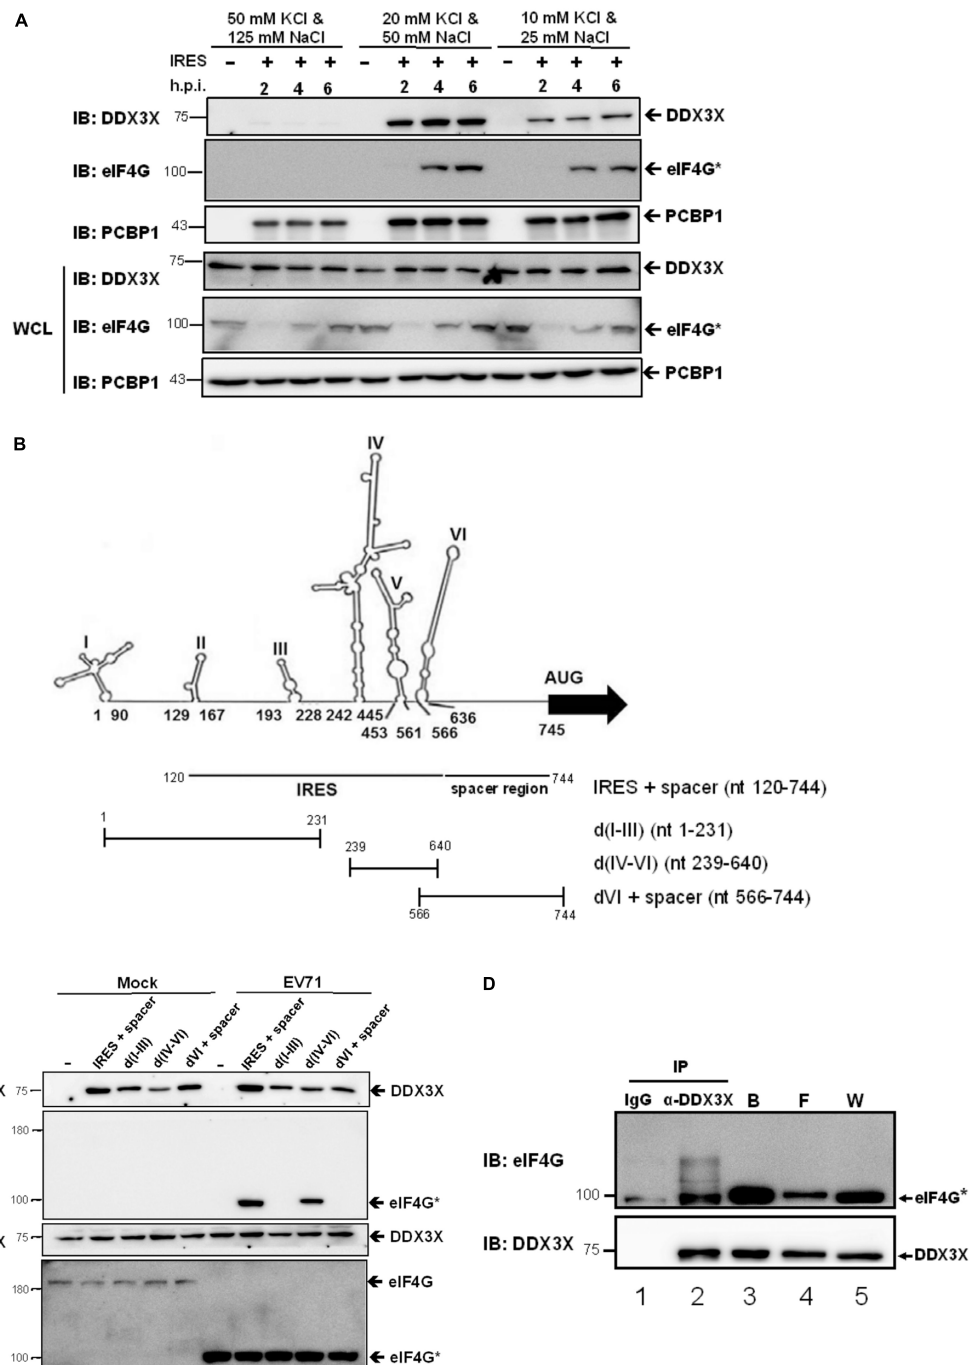 A
50 mM KCl & 125 mM NaCl
20 mM KCl & 50 mM NaCl
10 mM KCl & 25 mM NaCl
IRES - + + + - + + + - + + +
h.p.i. 2 4 6 2 4 6 2 4 6
IB: DDX3X 75 DDX3X
IB: eIF4G 100 eIF4G*
IB: PCBP1 43 PCBP1
WCL
IB: DDX3X 75 DDX3X
IB: eIF4G 100 eIF4G*
IB: PCBP1 43 PCBP1
B
IV
VI
V
I II III
AUG
1 90 129 167 193 228 242 445 636
453 561 566 745
120 IRES spacer region 744 IRES + spacer (nt 120-744)
1 231 d(I-III) (nt 1-231)
239 640 d(IV-VI) (nt 239-640)
566 744 dVI + spacer (nt 566-744)
Mock EV71
- IRES + spacer d(I-III) d(IV-VI) dVI + spacer - IRES + spacer d(I-III) d(IV-VI) dVI + spacer
X 75 DDX3X
180
100 eIF4G*
X 75 DDX3X
180 eIF4G
100 eIF4G*
D
IP
IgG α-DDX3X B F W
IB: eIF4G
100 eIF4G*
IB: DDX3X 75 DDX3X
1 2 3 4 5